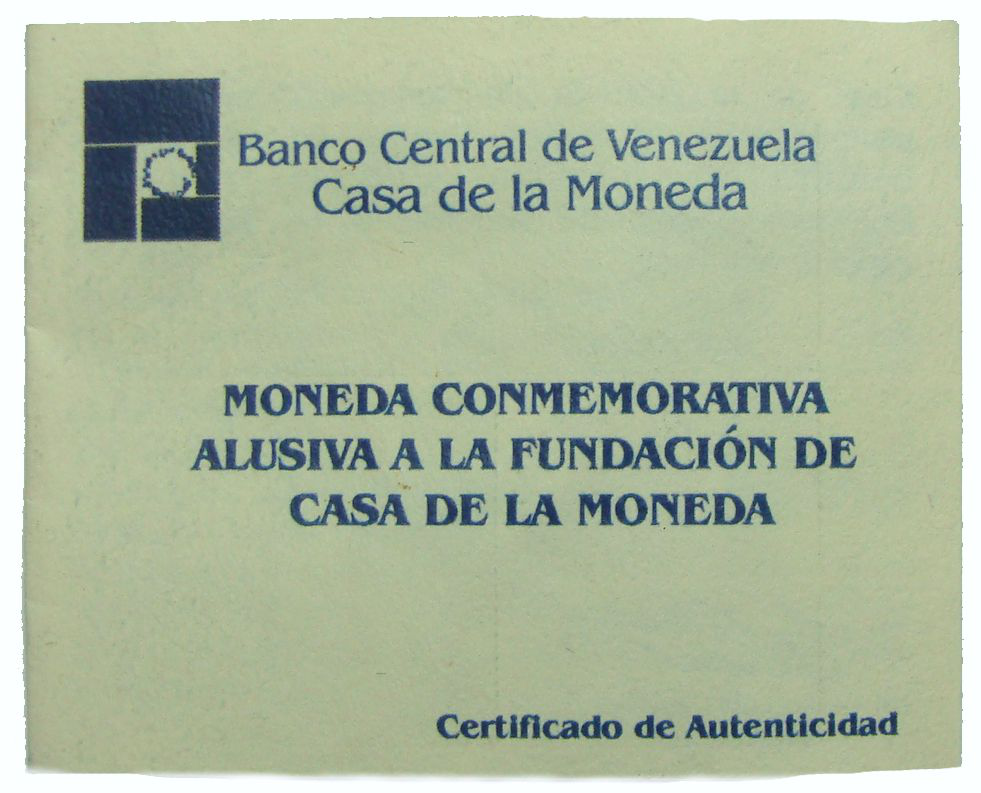 Banco Central de Venezuela
Casa de la Moneda
MONEDA CONMEMORATIVA
ALUSIVA A LA FUNDACIÓN DE
CASA DE LA MONEDA
Certificado de Autenticidad